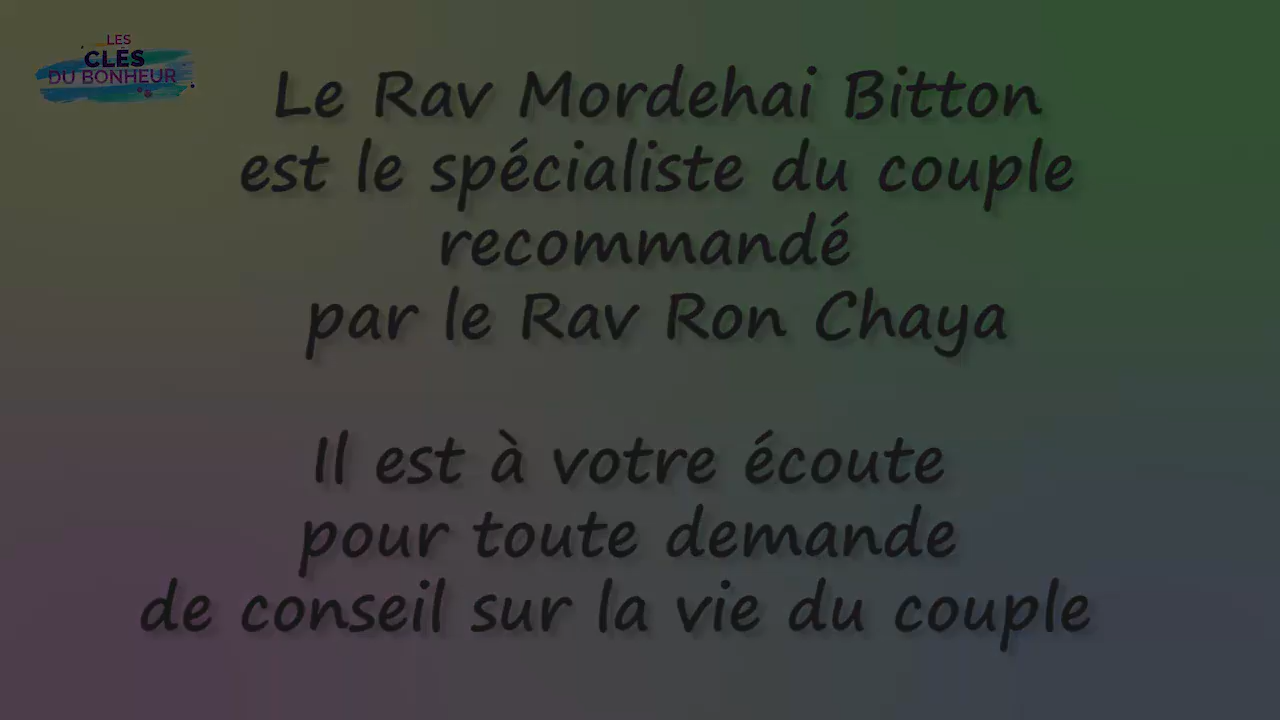 LES
CLÉS
DU BONHEUR
Le Rav Mordehai Bitton
est le spécialiste du couple
recommandé
par le Rav Ron Chaya
Il est à votre écoute
pour toute demande
de conseil sur la vie du couple